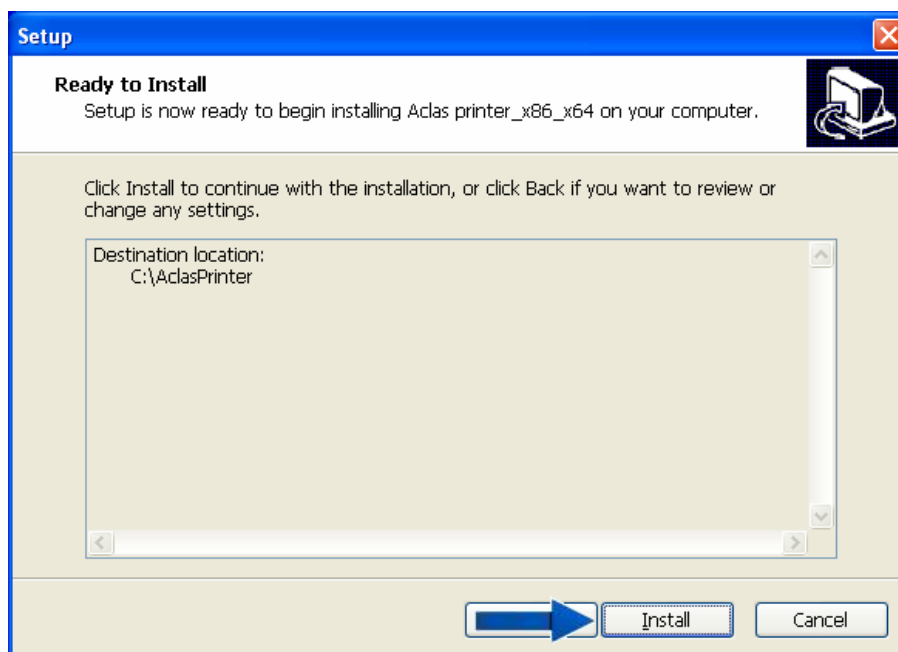 Setup
Ready to Install
Setup is now ready to begin installing Aclas printer_x86_x64 on your computer.
Click Install to continue with the installation, or click Back if you want to review or
change any settings.
Destination location:
C:\AclasPrinter
Install
Cancel